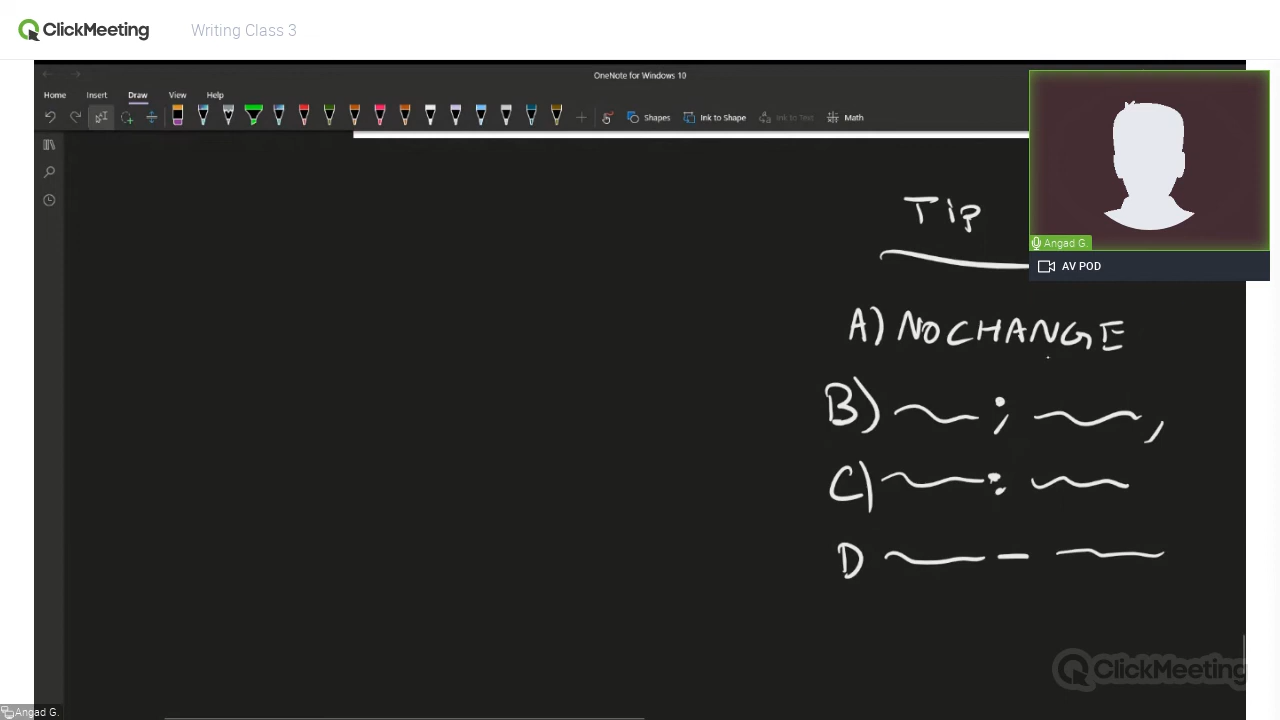 ClickMeeting Writing Class 3
OneNote for Windows 10
Home Insert Draw View Help
Shapes Ink to Shape Ink to Text Math
Tip
Angad G.
AV POD
A) NO CHANGE
B) ;  ,
C) :
D -
ClickMeeting
Angad G.